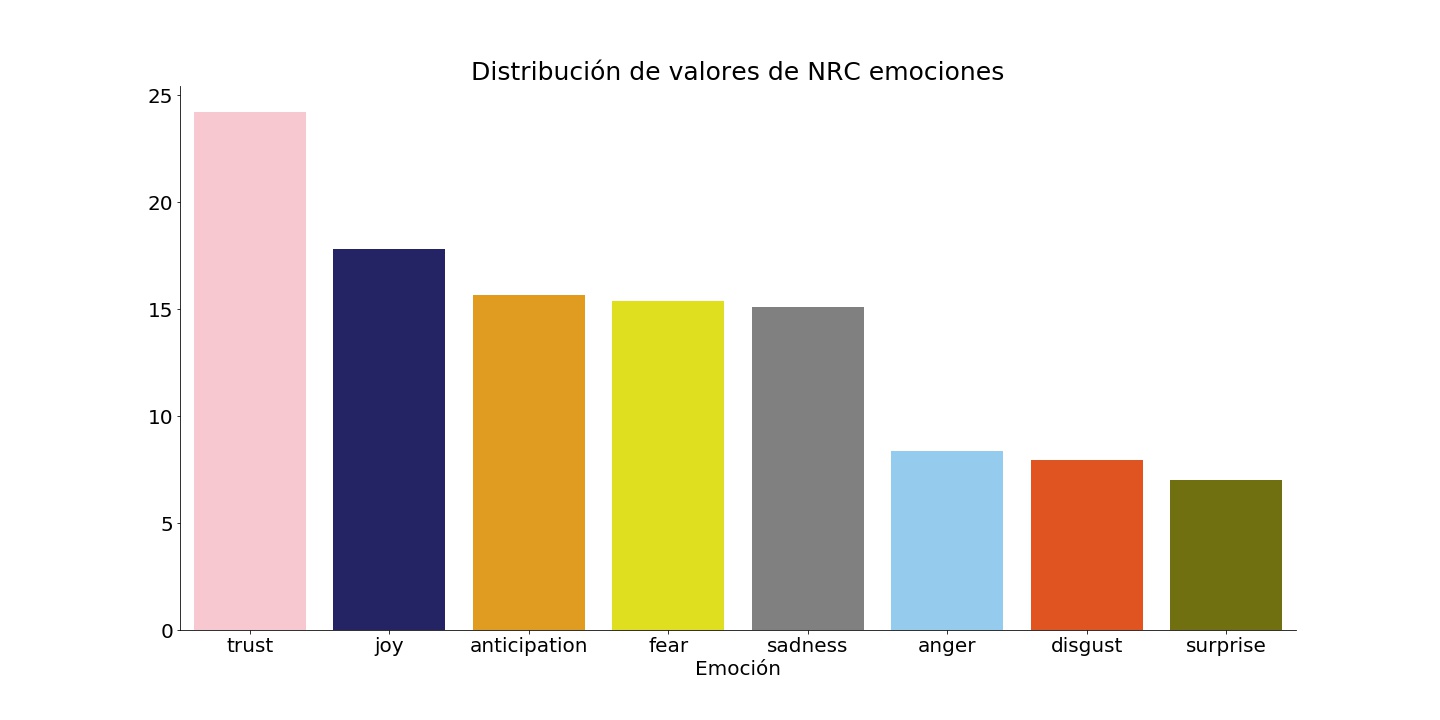 Distribución de valores de NRC emociones
25
20
15
10
5
0
trust joy anticipation fear sadness anger disgust surprise
Emoción